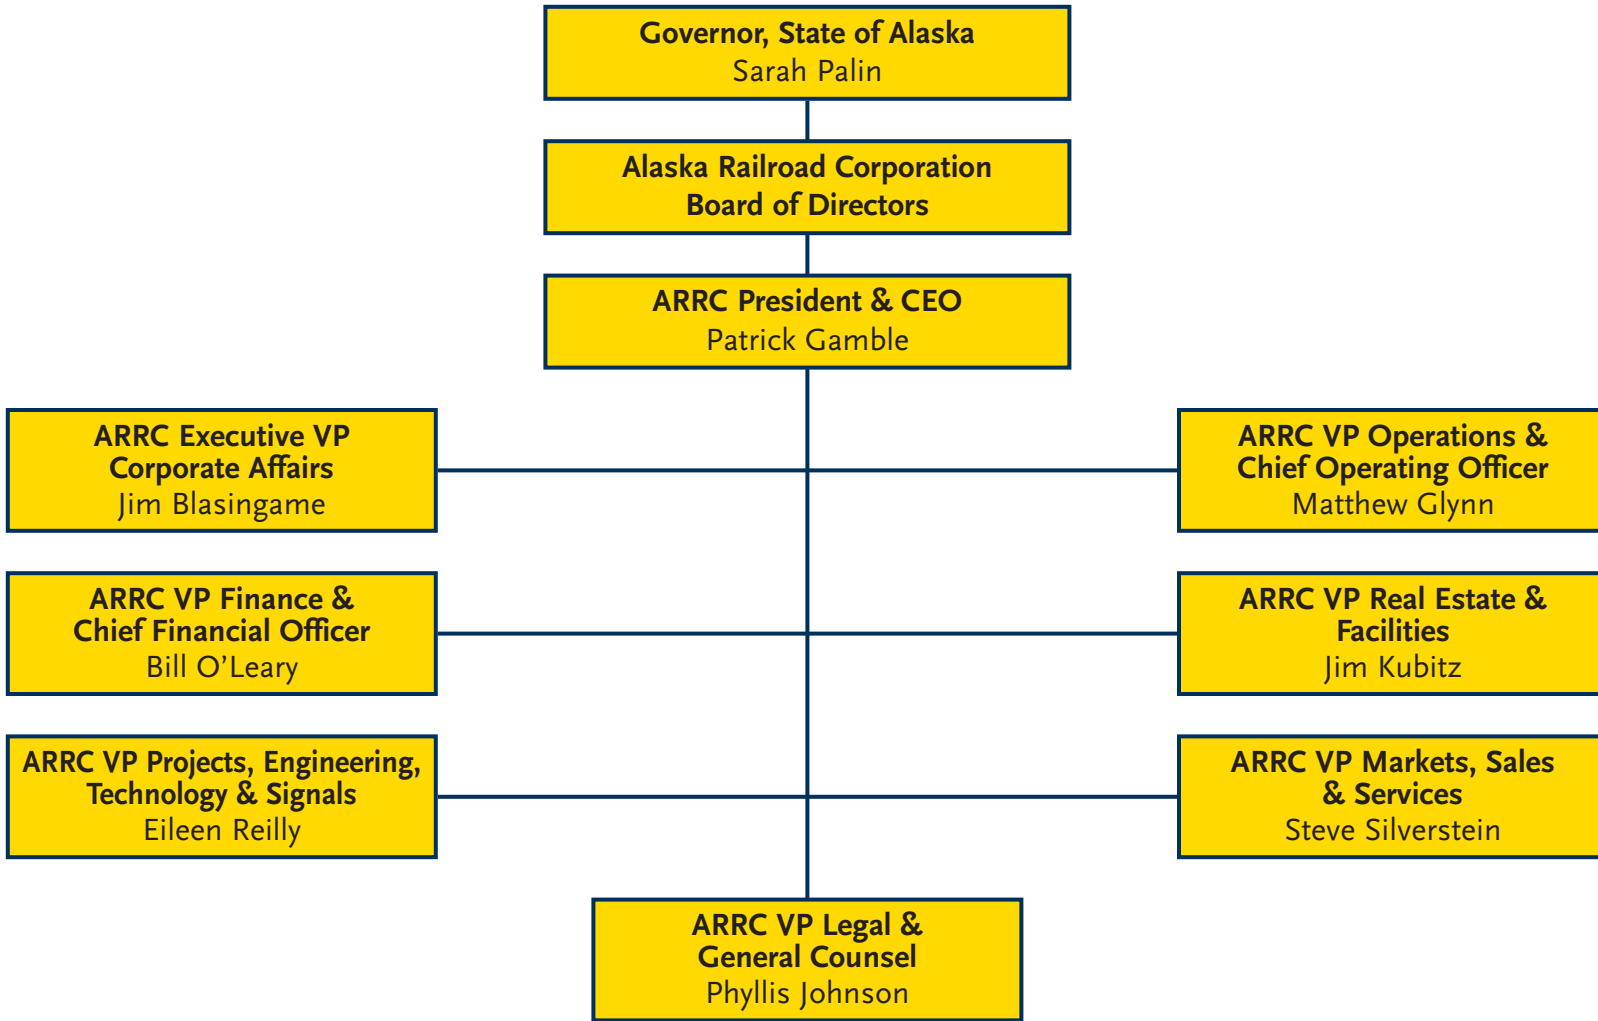 Governor, State of Alaska
Sarah Palin
Alaska Railroad Corporation
Board of Directors
ARRC President & CEO
Patrick Gamble
ARRC Executive VP
Corporate Affairs
Jim Blasingame
ARRC VP Operations &
Chief Operating Officer
Matthew Glynn
ARRC VP Finance &
Chief Financial Officer
Bill O’Leary
ARRC VP Real Estate &
Facilities
Jim Kubitz
ARRC VP Projects, Engineering,
Technology & Signals
Eileen Reilly
ARRC VP Markets, Sales
& Services
Steve Silverstein
ARRC VP Legal &
General Counsel
Phyllis Johnson